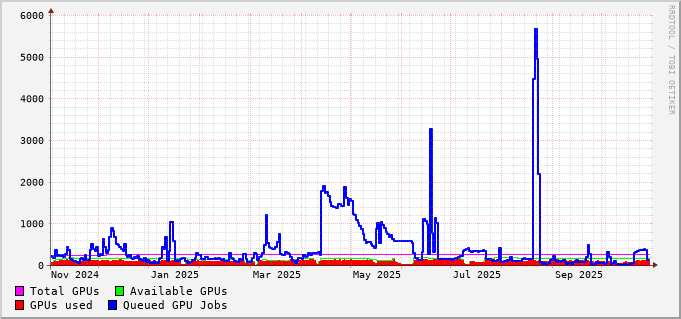 6000
5000
4000
3000
2000
1000
0
Nov 2024 Jan 2025 Mar 2025 May 2025 Jul 2025 Sep 2025
Total GPUs Available GPUs
GPUs used Queued GPU Jobs
RRDTOOL / TOBI OETIKER